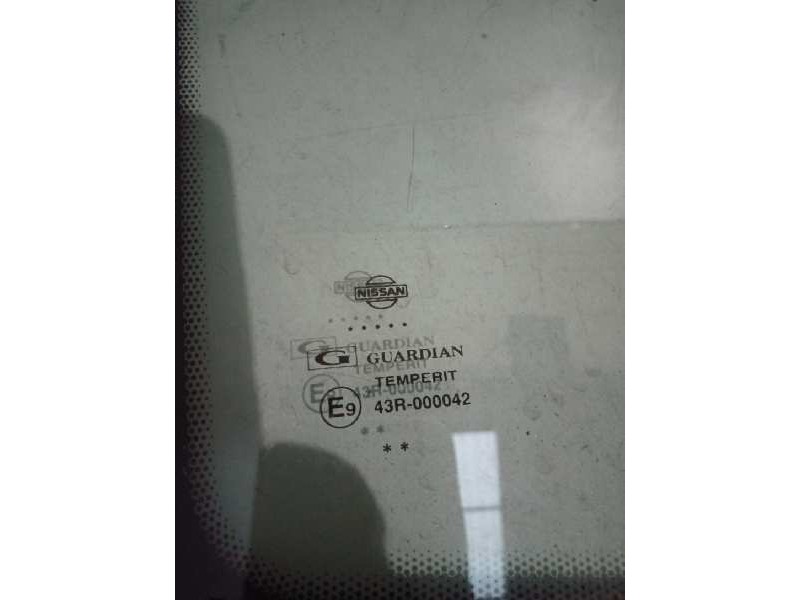 NISSAN
.....
G GUARDIAN
TEMPERIT
E9 43R-000042
**